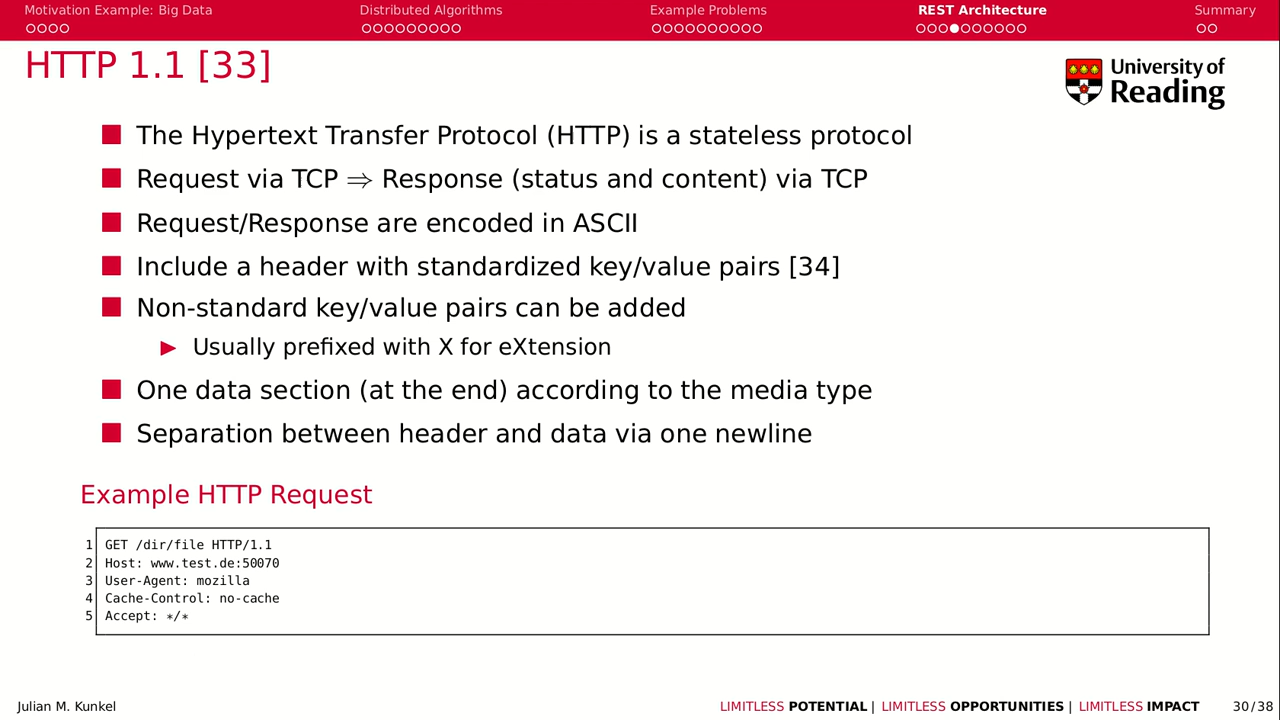 Motivation Example: Big Data Distributed Algorithms Example Problems REST Architecture Summary
HTTP 1.1 [33]
University of
Reading
The Hypertext Transfer Protocol (HTTP) is a stateless protocol
Request via TCP ⇒ Response (status and content) via TCP
Request/Response are encoded in ASCII
Include a header with standardized key/value pairs [34]
Non-standard key/value pairs can be added
Usually prefixed with X for eXtension
One data section (at the end) according to the media type
Separation between header and data via one newline
Example HTTP Request
1 GET /dir/file HTTP/1.1
2 Host: www.test.de:50070
3 User-Agent: mozilla
4 Cache-Control: no-cache
5 Accept: */*
Julian M. Kunkel LIMITLESS POTENTIAL | LIMITLESS OPPORTUNITIES | LIMITLESS IMPACT 30/38